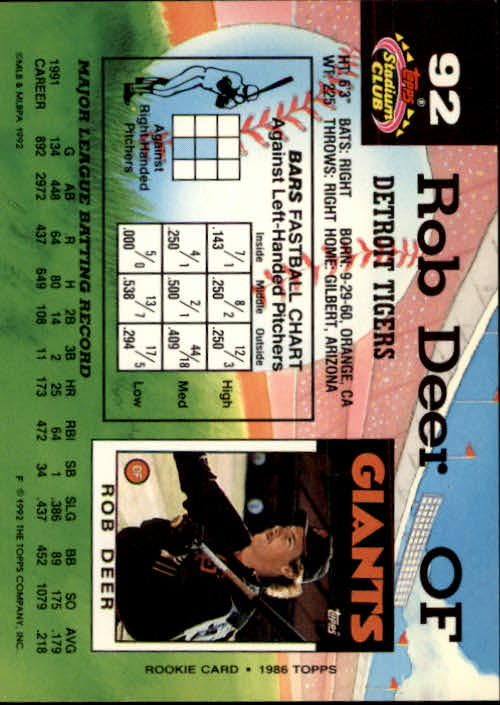 92
Topps
Stadium
CLUB
®
Rob Deer OF
DETROIT TIGERS
HT: 6'3" BATS: RIGHT BORN: 9-29-60, ORANGE, CA
WT: 225 THROWS: RIGHT HOME: GILBERT, ARIZONA
BARS FASTBALL CHART
Against Left-Handed Pitchers
Against
Right-Handed
Pitchers
Inside Middle Outside
7/1 8/2 12/3
.143 .250 .250 High
4/1 2/1 44/18
.250 .500 .409 Med
5/0 13/1 17/5
.000 .538 .294 Low
GIANTS
Topps
OF
ROB DEER
ROOKIE CARD • 1986 TOPPS
MAJOR LEAGUE BATTING RECORD
G AB R H 2B 3B HR RBI SB SLG BB SO AVG
1991 134 448 64 80 14 2 25 64 1 .386 89 175 .179
CAREER 892 2972 437 649 108 11 173 472 34 .437 452 1079 .218
©MLB & MLBPA 1992
F © 1992 THE TOPPS COMPANY, INC.